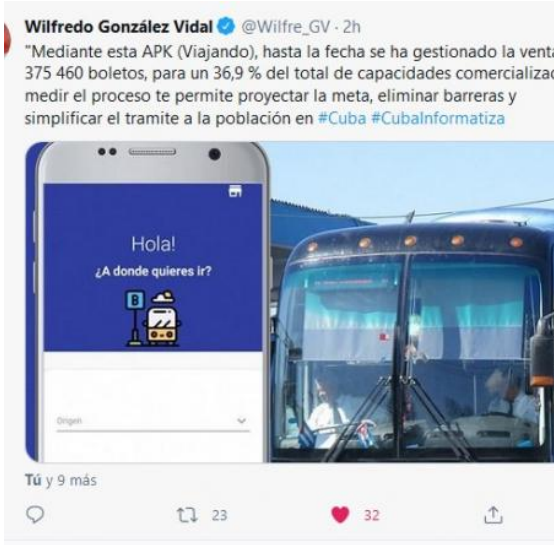 Wilfredo González Vidal @Wilfre_GV · 2h
"Mediante esta APK (Viajando), hasta la fecha se ha gestionado la venta
375 460 boletos, para un 36,9 % del total de capacidades comercializad
medir el proceso te permite proyectar la meta, eliminar barreras y
simplificar el tramite a la población en #Cuba #CubaInformatiza
Hola!
¿A donde quieres ir?
B
Origen
Tú y 9 más
23 32